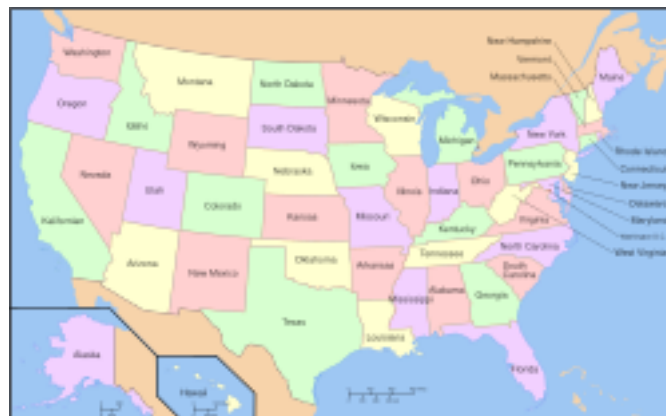 New Hampshire
Vermont
Massachusetts
Washington
Montana
North Dakota
Minnesota
Maine
Oregon
Idaho
Wisconsin
South Dakota
Michigan
New York
Wyoming
Rhode Island
Connecticut
Iowa
Pennsylvania
Nebraska
New Jersey
Nevada
Utah
Ohio
Illinois
Indiana
Delaware
Colorado
Maryland
Kalifornien
Kansas
Missouri
Virginia
Kentucky
West Virginia
North Carolina
Tennessee
Arizona
Oklahoma
New Mexico
Arkansas
South
Carolina
Mississippi
Alabama
Georgia
Texas
Louisiana
Alaska
Florida
Hawaii